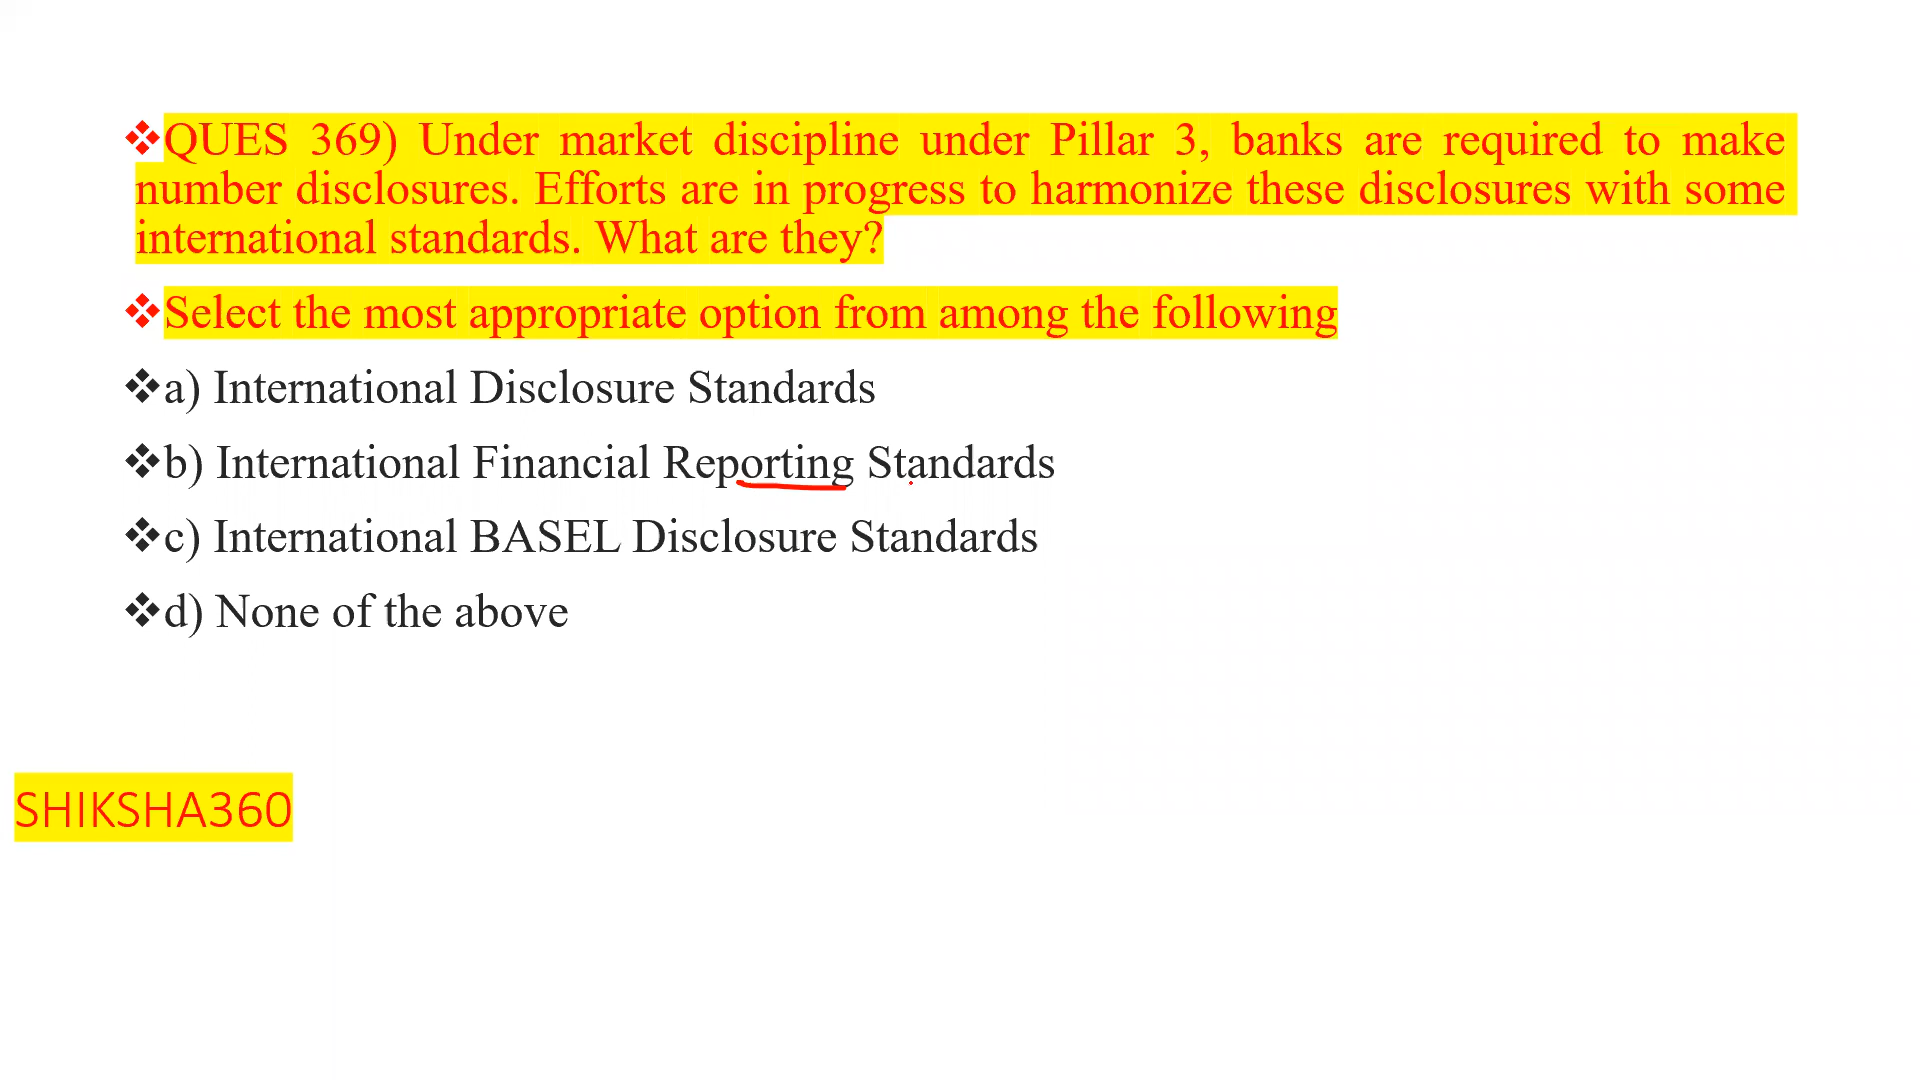 ❖QUES 369) Under market discipline under Pillar 3, banks are required to make
number disclosures. Efforts are in progress to harmonize these disclosures with some
international standards. What are they?
❖Select the most appropriate option from among the following
❖a) International Disclosure Standards
❖b) International Financial Reporting Standards
❖c) International BASEL Disclosure Standards
❖d) None of the above
SHIKSHA360